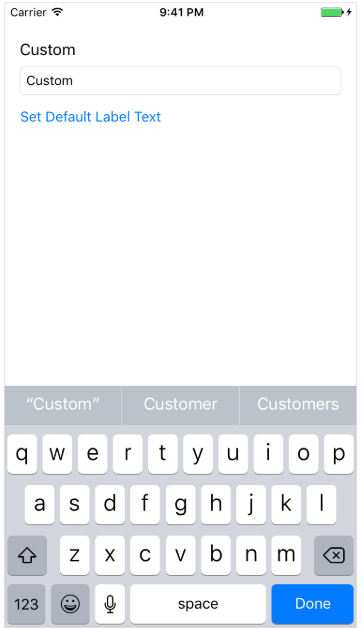 Carrier 9:41 PM
Custom
Custom
Set Default Label Text
“Custom” Customer Customers
q w e r t y u i o p
a s d f g h j k l
z x c v b n m
123 space Done